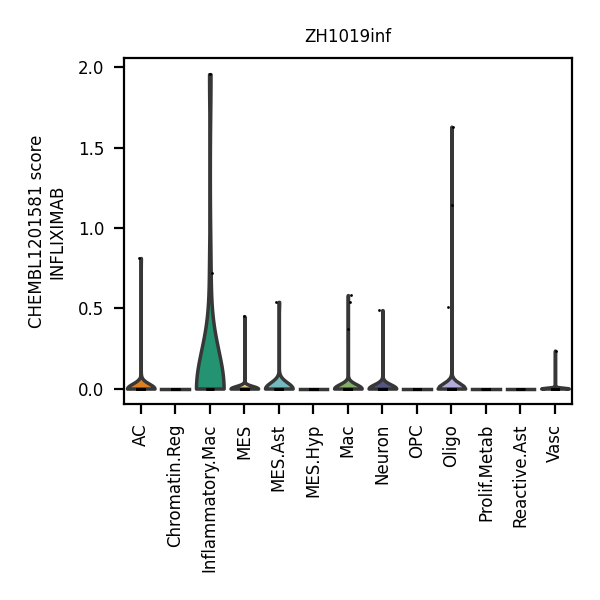 ZH1019inf
CHEMBL1201581 score
INFLIXIMAB
2.0
1.5
1.0
0.5
0.0
AC
Chromatin.Reg
Inflammatory.Mac
MES
MES.Ast
MES.Hyp
Mac
Neuron
OPC
Oligo
Prolif.Metab
Reactive.Ast
Vasc